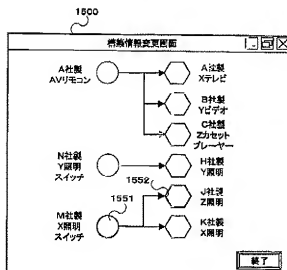 1500
機器情報変更画面
A社製
AVリモコン
A社製
Xテレビ
B社製
Yビデオ
C社製
Zカセット
プレーヤー
N社製
Y照明
スイッチ
H社製
Y照明
1552
J社製
Z照明
1551
M社製
X照明
スイッチ
K社製
X照明
終了